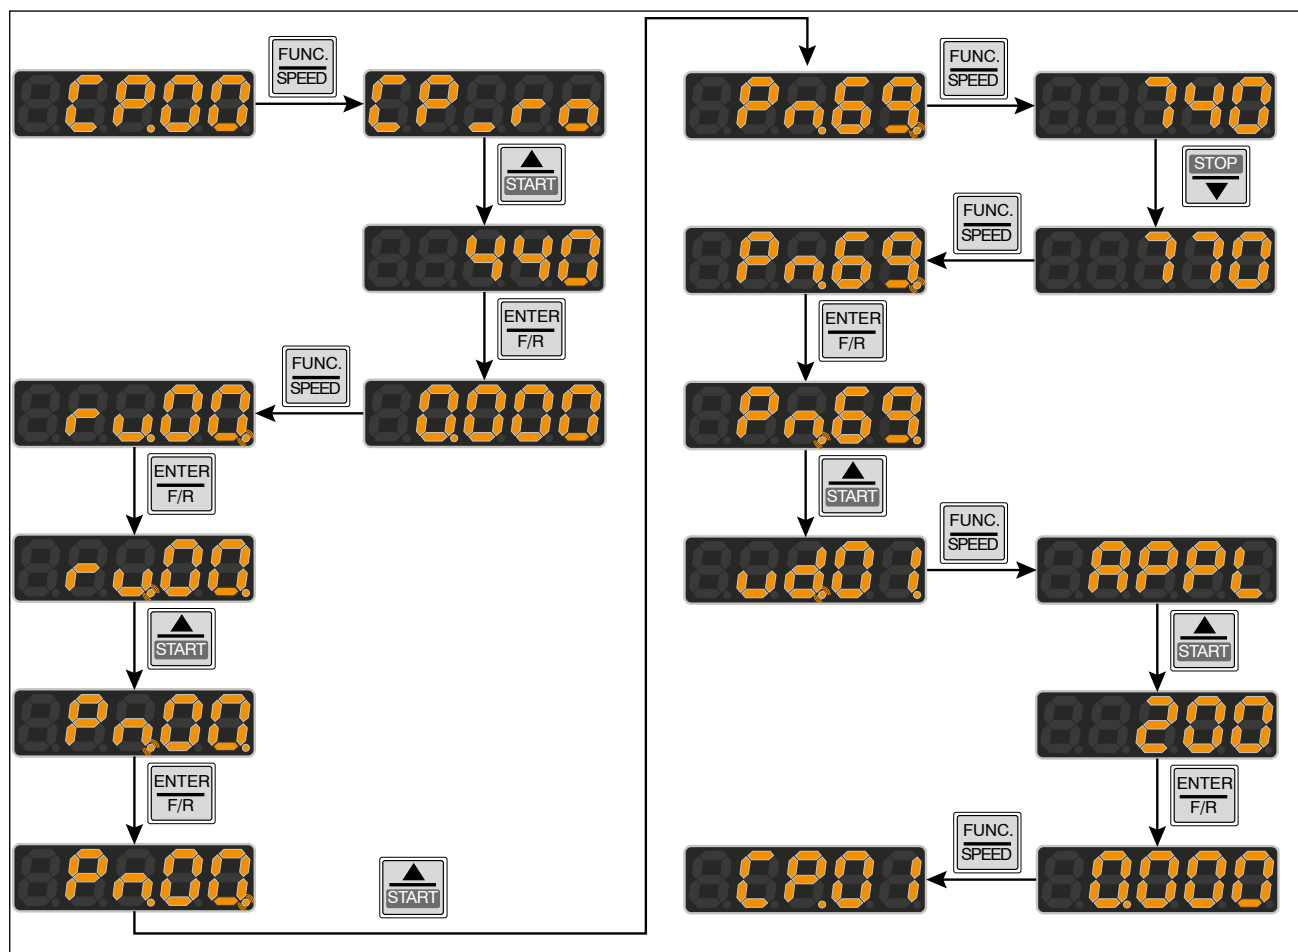 CP.00
FUNC.
SPEED
CP_ro
START
440
ENTER
F/R
0.000
FUNC.
SPEED
ru.00.
ENTER
F/R
ru.00.
START
Pn.00.
ENTER
F/R
Pn.00.
START
Pn.69.
FUNC.
SPEED
740
STOP
770
FUNC.
SPEED
Pn.69.
ENTER
F/R
Pn.69.
START
ud.01.
FUNC.
SPEED
APPL
START
200
ENTER
F/R
0.000
FUNC.
SPEED
CP.01